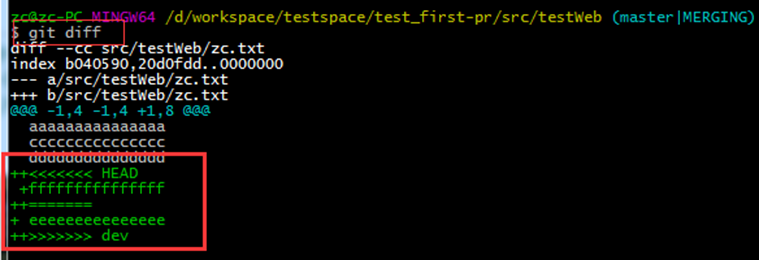 zc@zc-PC MINGW64 /d/workspace/testspace/test_first-pr/src/testWeb (master|MERGING)
$ git diff
diff --cc src/testWeb/zc.txt
index b040590,20d0fdd..0000000
--- a/src/testWeb/zc.txt
+++ b/src/testWeb/zc.txt
@@@ -1,4 -1,4 +1,8 @@@
  aaaaaaaaaaaaaaa
  ccccccccccccccc
  ddddddddddddddd
++<<<<<<< HEAD
 +fffffffffffffff
++=======
+ eeeeeeeeeeeeeee
++>>>>>>> dev